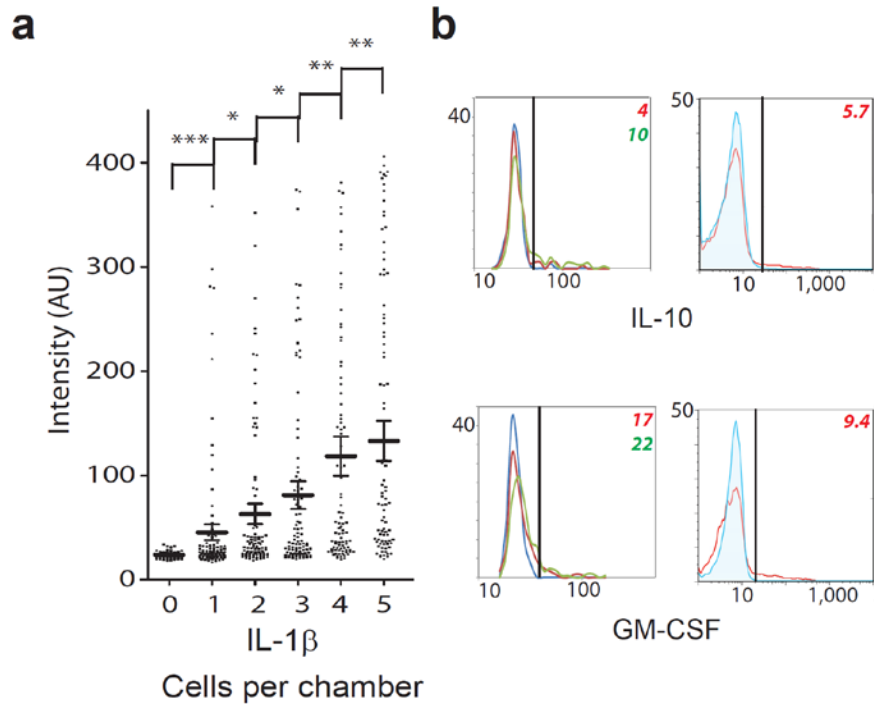 a
*** * * ** **
Intensity (AU)
400
300
200
100
0
0 1 2 3 4 5
IL-1β
Cells per chamber
b
40
4
10
10 100
50
5.7
10 1,000
IL-10
40
17
22
10 100
50
9.4
10 1,000
GM-CSF